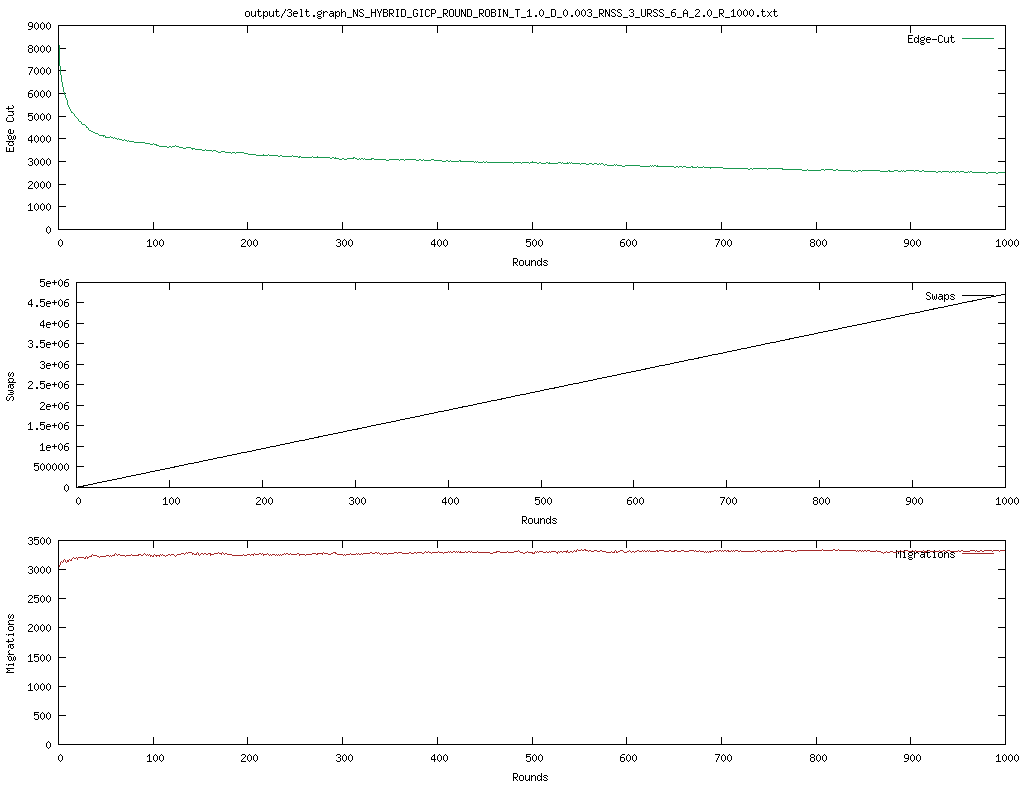 output/3elt.graph_NS_HYBRID_GICP_ROUND_ROBIN_T_1.0_D_0.003_RNSS_3_URSS_6_A_2.0_R_1000.txt
9000
8000
7000
6000
5000
4000
3000
2000
1000
0
Edge Cut
Edge-Cut
0 100 200 300 400 500 600 700 800 900 1000
Rounds
5e+06
4.5e+06
4e+06
3.5e+06
3e+06
2.5e+06
2e+06
1.5e+06
1e+06
500000
0
Swaps
Swaps
0 100 200 300 400 500 600 700 800 900 1000
Rounds
3500
3000
2500
2000
1500
1000
500
0
Migrations
Migrations
0 100 200 300 400 500 600 700 800 900 1000
Rounds